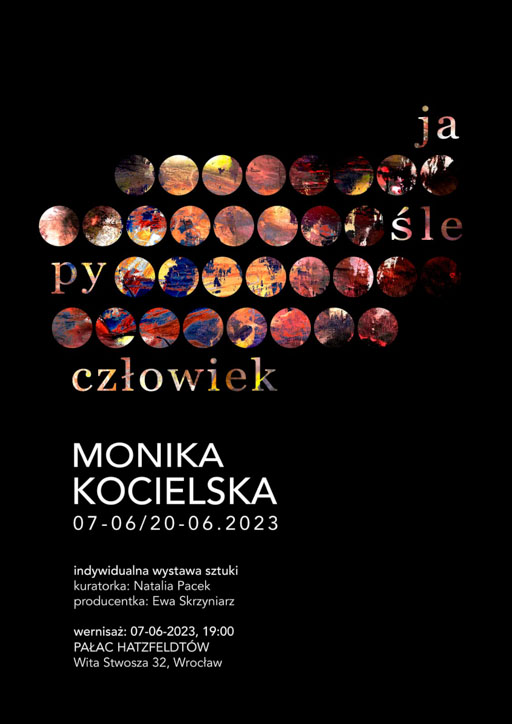 ja
śle
py
człowiek
MONIKA
KOCIELSKA
07-06/20-06.2023
indywidualna wystawa sztuki
kuratorka: Natalia Pacek
producentka: Ewa Skrzyniarz
wernisaż: 07-06-2023, 19:00
PAŁAC HATZFELDTÓW
Wita Stwosza 32, Wrocław